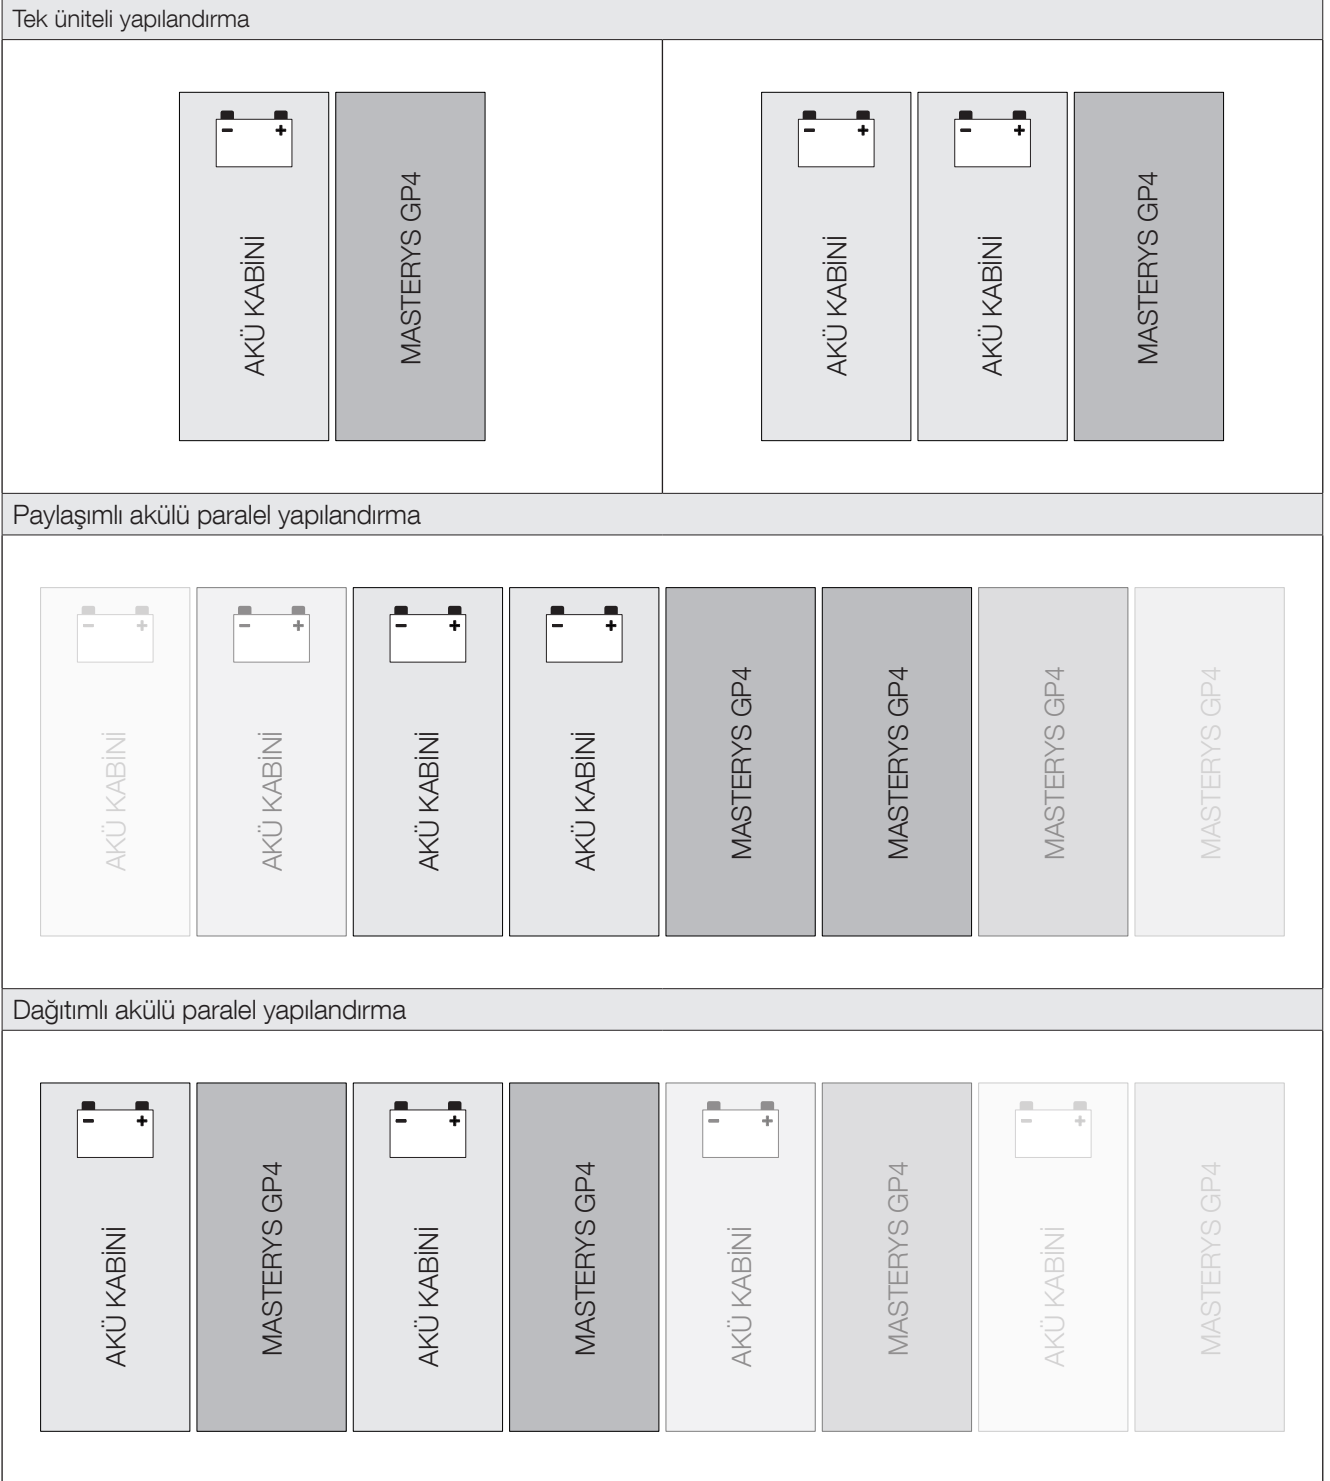 Tek üniteli yapılandırma
AKÜ KABİNİ
MASTERYS GP4
AKÜ KABİNİ
AKÜ KABİNİ
MASTERYS GP4
Paylaşımlı akülü paralel yapılandırma
AKÜ KABİNİ
AKÜ KABİNİ
AKÜ KABİNİ
AKÜ KABİNİ
MASTERYS GP4
MASTERYS GP4
MASTERYS GP4
MASTERYS GP4
Dağıtımlı akülü paralel yapılandırma
AKÜ KABİNİ
MASTERYS GP4
AKÜ KABİNİ
MASTERYS GP4
AKÜ KABİNİ
MASTERYS GP4
AKÜ KABİNİ
MASTERYS GP4